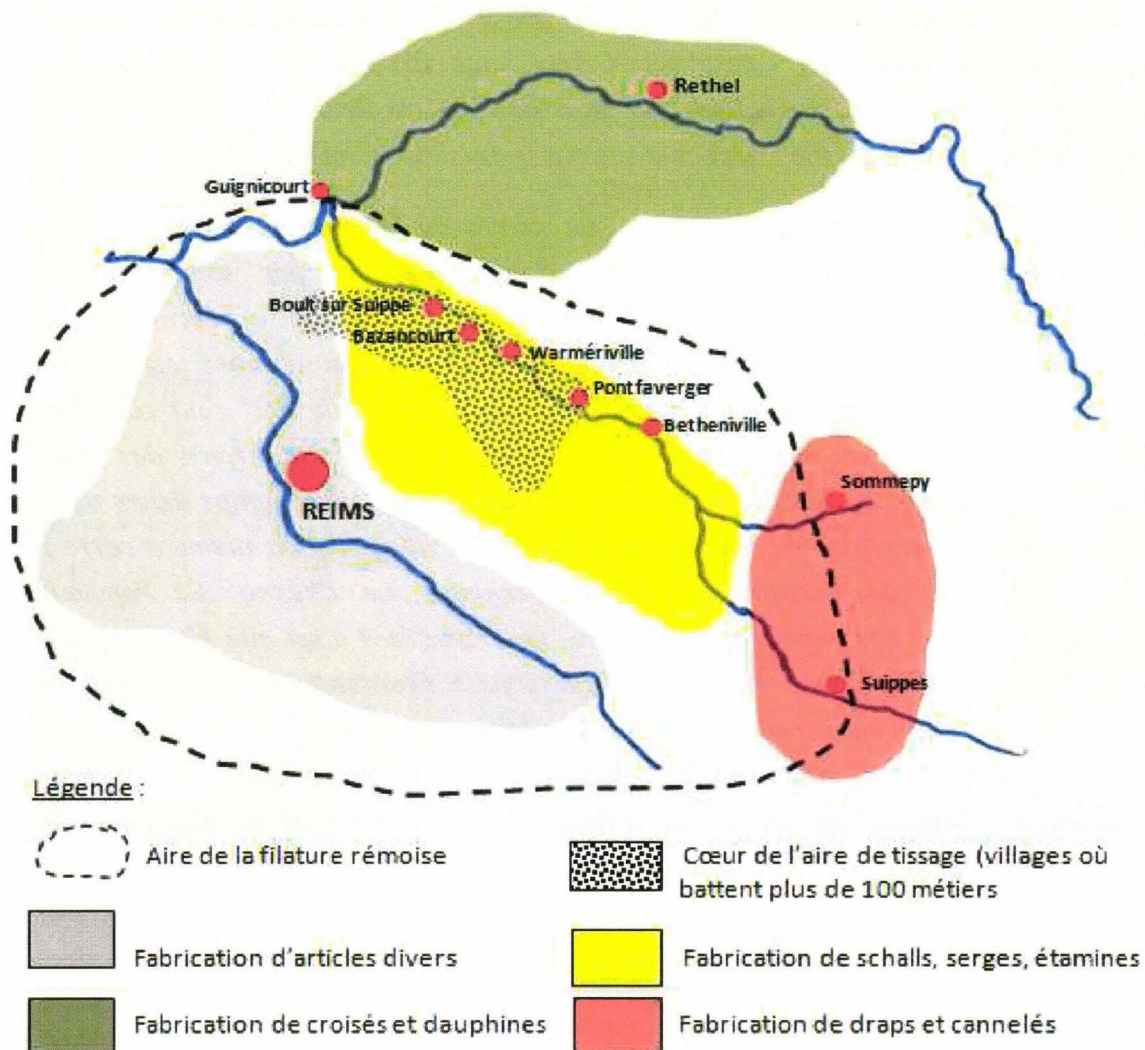 Rethel
Guignicourt
Boult sur Suippe
Bazancourt
Warmériville
Pontfaverger
Betheniville
Sommepy
REIMS
Suippes
Légende :
Aire de la filature rémoise
Cœur de l'aire de tissage (villages où
battent plus de 100 métiers
Fabrication d'articles divers
Fabrication de schalls, serges, étamines
Fabrication de croisés et dauphines
Fabrication de draps et cannelés